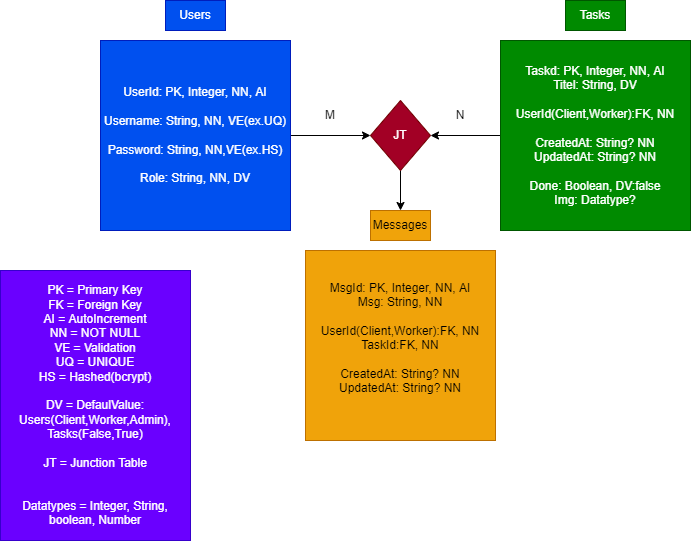 Users
Tasks
UserId: PK, Integer, NN, AI
Username: String, NN, VE(ex.UQ)
Password: String, NN,VE(ex.HS)
Role: String, NN, DV
M
JT
N
Taskd: PK, Integer, NN, AI
Titel: String, DV
UserId(Client,Worker):FK, NN
CreatedAt: String? NN
UpdatedAt: String? NN
Done: Boolean, DV:false
Img: Datatype?
Messages
MsgId: PK, Integer, NN, AI
Msg: String, NN
UserId(Client,Worker):FK, NN
TaskId:FK, NN
CreatedAt: String? NN
UpdatedAt: String? NN
PK = Primary Key
FK = Foreign Key
AI = AutoIncrement
NN = NOT NULL
VE = Validation
UQ = UNIQUE
HS = Hashed(bcrypt)
DV = DefaulValue:
Users(Client,Worker,Admin),
Tasks(False,True)
JT = Junction Table
Datatypes = Integer, String,
boolean, Number